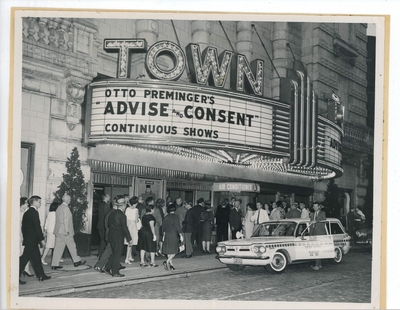 TOWN
OTTO PREMINGER'S
"ADVISE AND CONSENT"
CONTINUOUS SHOWS
AIR CONDITIONED